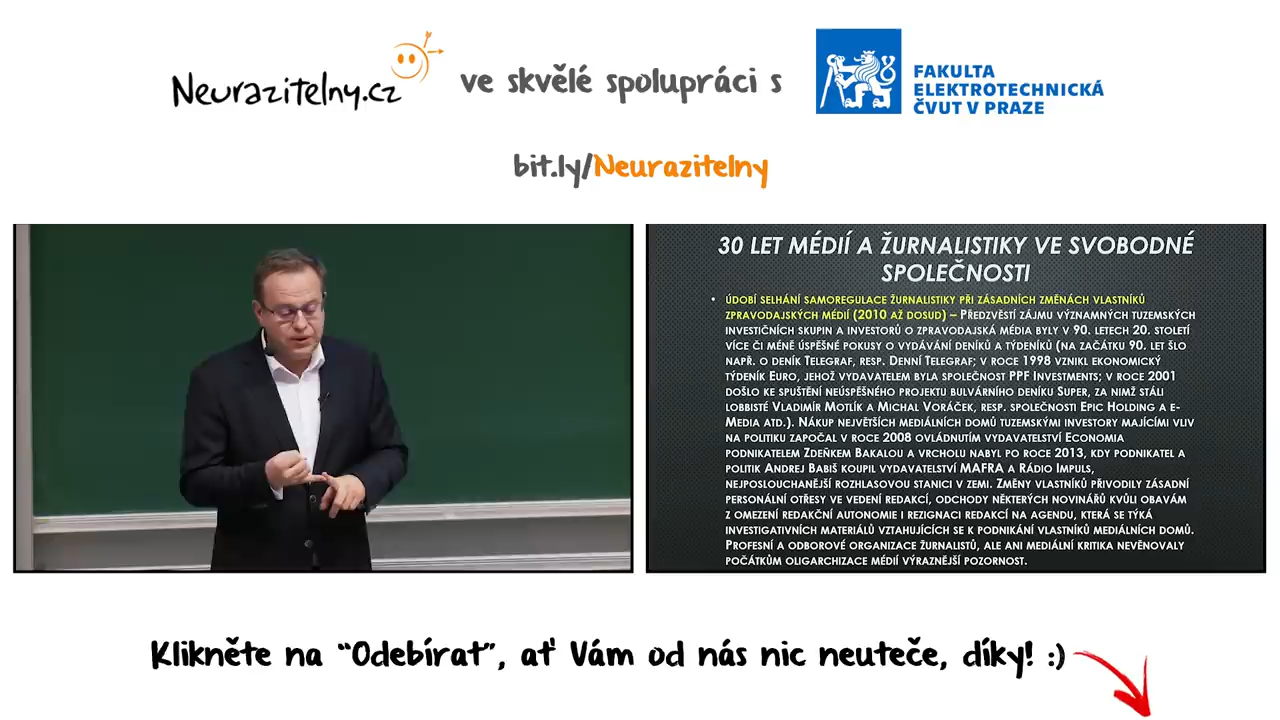 Neurazitelny.cz ve skvělé spolupráci s
FAKULTA
ELEKTROTECHNICKÁ
ČVUT V PRAZE
bit.ly/Neurazitelny
30 LET MÉDIÍ A ŽURNALISTIKY VE SVOBODNÉ
SPOLEČNOSTI
• ÚDOBÍ SELHÁNÍ SAMOREGULACE ŽURNALISTIKY PŘI ZÁSADNÍCH ZMĚNÁCH VLASTNÍKŮ
ZPRAVODAJSKÝCH MÉDIÍ (2010 AŽ DOSUD) – PŘEDZVĚSTÍ ZÁJMU VÝZNAMNÝCH TUZEMSKÝCH
INVESTIČNÍCH SKUPIN A INVESTORŮ O ZPRAVODAJSKÁ MÉDIA BYLY V 90. LETECH 20. STOLETÍ
VÍCE ČI MÉNĚ ÚSPĚŠNÉ POKUSY O VYDÁVÁNÍ DENÍKŮ A TÝDENÍKŮ (NA ZAČÁTKU 90. LET ŠLO
NAPŘ. O DENÍK TELEGRAF, RESP. DENNÍ TELEGRAF; V ROCE 1998 VZNIKL EKONOMICKÝ
TÝDENÍK EURO, JEHOŽ VYDAVATELEM BYLA SPOLEČNOST PPF INVESTMENTS; V ROCE 2001
DOŠLO KE SPUŠTĚNÍ NEÚSPĚŠNÉHO PROJEKTU BULVÁRNÍHO DENÍKU SUPER, ZA NIMŽ STÁLI
LOBBISTÉ VLADIMÍR MOTLÍK A MICHAL VORÁČEK, RESP. SPOLEČNOSTI EPIC HOLDING A E-
MEDIA ATD.). NÁKUP NEJVĚTŠÍCH MEDIÁLNÍCH DOMŮ TUZEMSKÝMI INVESTORY MAJÍCÍMI VLIV
NA POLITIKU ZAPOČAL V ROCE 2008 OVLÁDNUTÍM VYDAVATELSTVÍ ECONOMIA
PODNIKATELEM ZDEŇKEM BAKALOU A VRCHOLU NABYL PO ROCE 2013, KDY PODNIKATEL A
POLITIK ANDREJ BABIŠ KOUPIL VYDAVATELSTVÍ MAFRA A RÁDIO IMPULS,
NEJPOSLOUCHANĚJŠÍ ROZHLASOVOU STANICI V ZEMI. ZMĚNY VLASTNÍKŮ PŘIVODILY ZÁSADNÍ
PERSONÁLNÍ OTŘESY VE VEDENÍ REDAKCÍ, ODCHODY NĚKTERÝCH NOVINÁŘŮ KVŮLI OBAVÁM
Z OMEZENÍ REDAKČNÍ AUTONOMIE I REZIGNACI REDAKCÍ NA AGENDU, KTERÁ SE TÝKÁ
INVESTIGATIVNÍCH MATERIÁLŮ VZTAHUJÍCÍCH SE K PODNIKÁNÍ VLASTNÍKŮ MEDIÁLNÍCH DOMŮ.
PROFESNÍ A ODBOROVÉ ORGANIZACE ŽURNALISTŮ, ALE ANI MEDIÁLNÍ KRITIKA NEVĚNOVALY
POČÁTKŮM OLIGARCHIZACE MÉDIÍ VÝRAZNĚJŠÍ POZORNOST.
Klikněte na “Odebírat”, ať Vám od nás nic neuteče, díky! :)